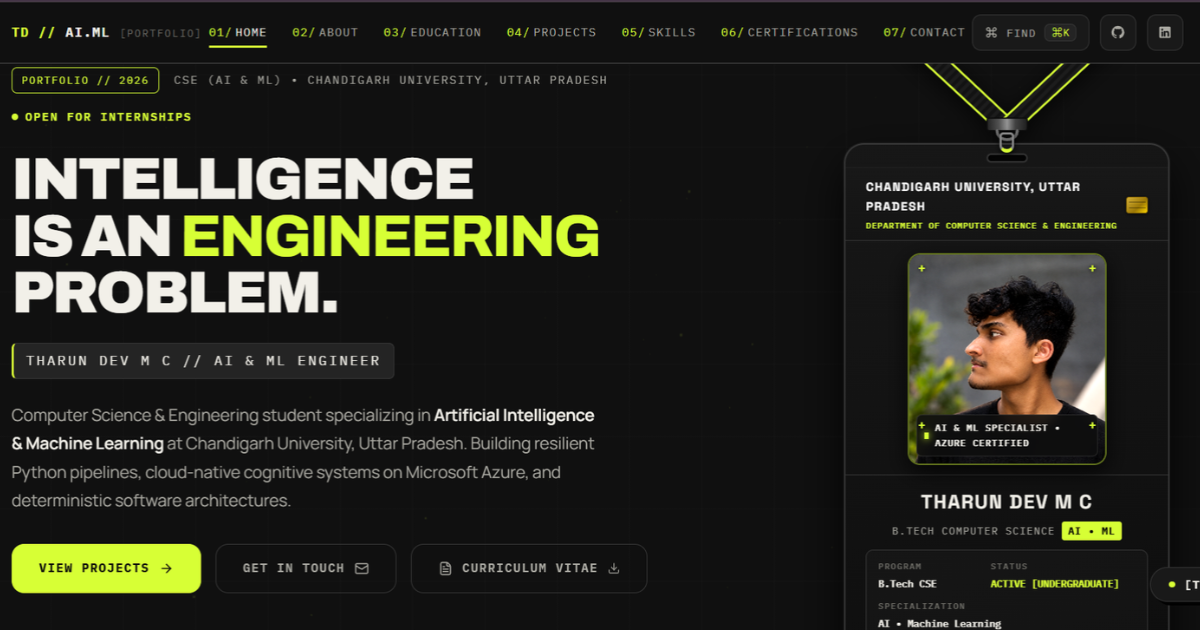 TD // AI.ML [PORTFOLIO] 01/ HOME 02/ ABOUT 03/ EDUCATION 04/ PROJECTS 05/ SKILLS 06/ CERTIFICATIONS 07/ CONTACT ⌘ FIND ⌘K
PORTFOLIO // 2026 CSE (AI & ML) • CHANDIGARH UNIVERSITY, UTTAR PRADESH
OPEN FOR INTERNSHIPS
INTELLIGENCE
IS AN ENGINEERING
PROBLEM.
THARUN DEV M C // AI & ML ENGINEER
Computer Science & Engineering student specializing in Artificial Intelligence
& Machine Learning at Chandigarh University, Uttar Pradesh. Building resilient
Python pipelines, cloud-native cognitive systems on Microsoft Azure, and
deterministic software architectures.
VIEW PROJECTS → GET IN TOUCH CURRICULUM VITAE
CHANDIGARH UNIVERSITY, UTTAR
PRADESH
DEPARTMENT OF COMPUTER SCIENCE & ENGINEERING
AI & ML SPECIALIST •
AZURE CERTIFIED
THARUN DEV M C
B.TECH COMPUTER SCIENCE AI • ML
PROGRAM STATUS
B.Tech CSE ACTIVE [UNDERGRADUATE]
SPECIALIZATION
AI • Machine Learning